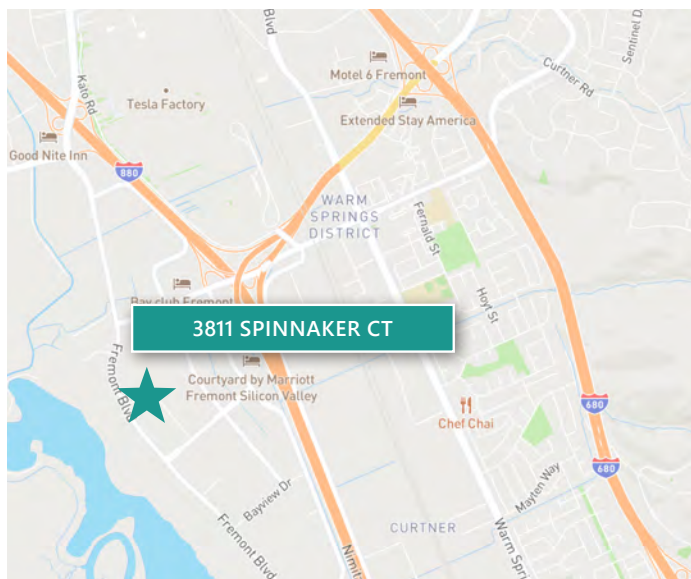 Blvd
Motel 6 Fremont
Sentinel D
Curtner Rd
Kato Rd
Tesla Factory
Extended Stay America
Good Nite Inn
880
WARM
SPRINGS
DISTRICT
Fernald St
Bay club Fremont
Hoyt St
3811 SPINNAKER CT
Fremont Blvd
Courtyard by Marriott
Fremont Silicon Valley
Chef Chai
680
680
Mayten Way
Bayview Dr
CURTNER
Fremont Blvd
Nimit
Warm Spri